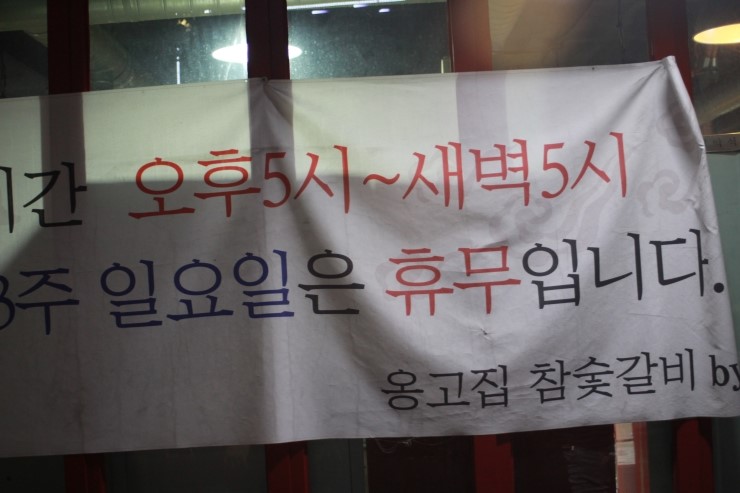 시간 오후5시~새벽5시
3주 일요일은 휴무입니다.
옹고집 참숯갈비 by